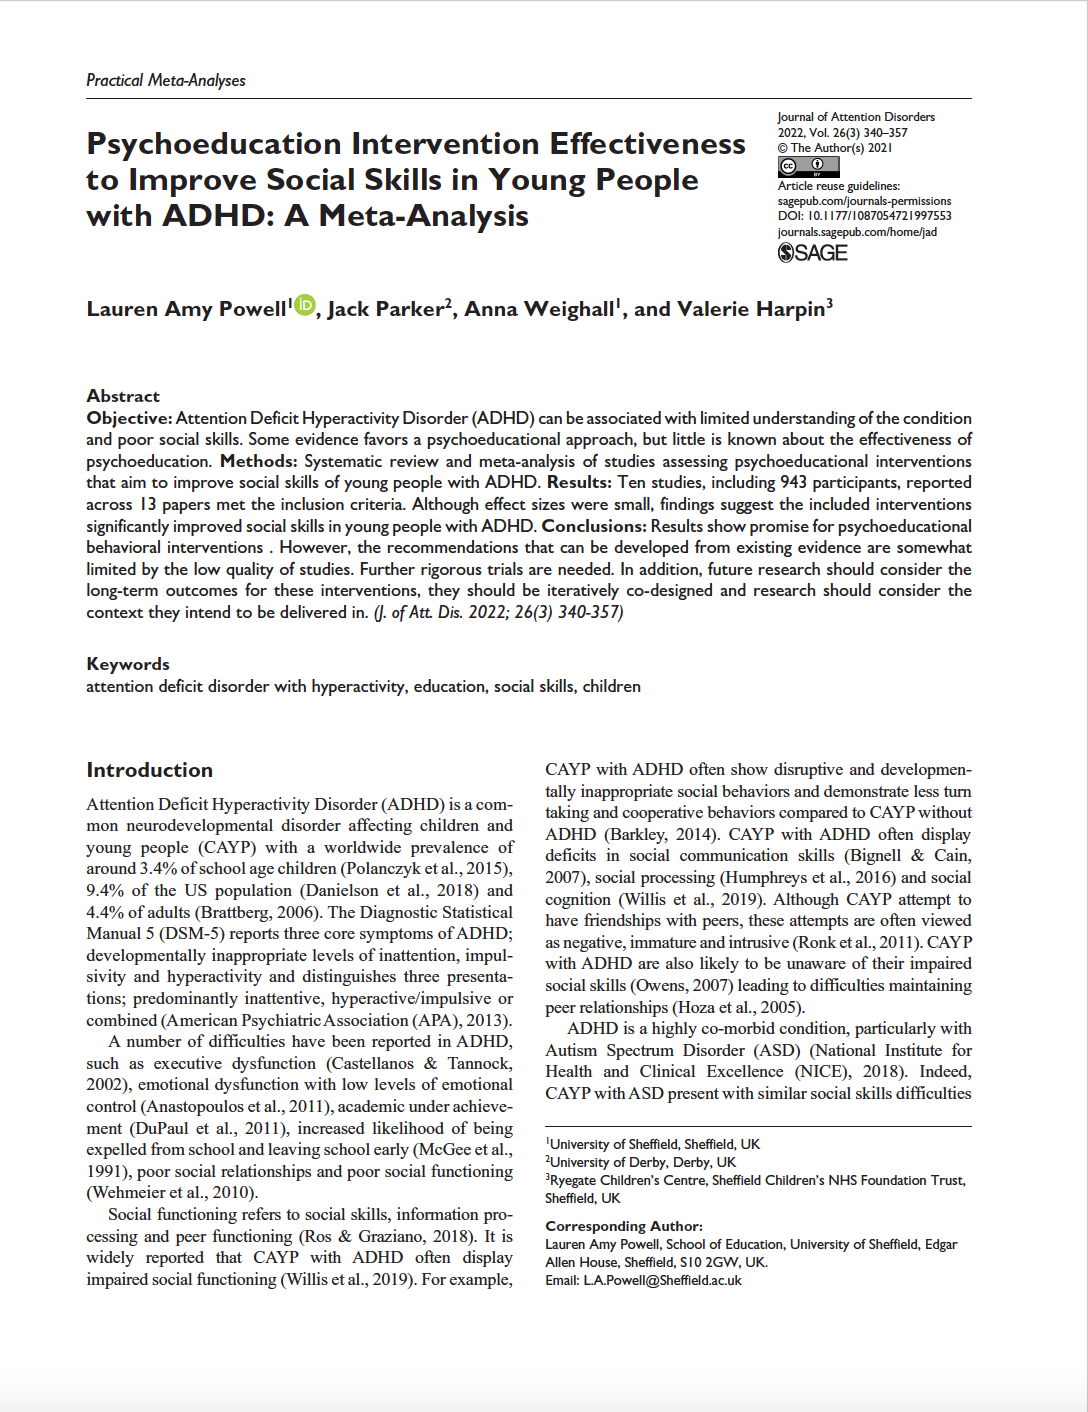 Practical Meta-Analyses
Psychoeducation Intervention Effectiveness
to Improve Social Skills in Young People
with ADHD: A Meta-Analysis
Journal of Attention Disorders
2022, Vol. 26(3) 340–357
© The Author(s) 2021
cc BY
Article reuse guidelines:
sagepub.com/journals-permissions
DOI: 10.1177/1087054721997553
journals.sagepub.com/home/jad
SAGE
Lauren Amy Powell¹ iD, Jack Parker², Anna Weighall¹, and Valerie Harpin³
Abstract
Objective: Attention Deficit Hyperactivity Disorder (ADHD) can be associated with limited understanding of the condition
and poor social skills. Some evidence favors a psychoeducational approach, but little is known about the effectiveness of
psychoeducation. Methods: Systematic review and meta-analysis of studies assessing psychoeducational interventions
that aim to improve social skills of young people with ADHD. Results: Ten studies, including 943 participants, reported
across 13 papers met the inclusion criteria. Although effect sizes were small, findings suggest the included interventions
significantly improved social skills in young people with ADHD. Conclusions: Results show promise for psychoeducational
behavioral interventions . However, the recommendations that can be developed from existing evidence are somewhat
limited by the low quality of studies. Further rigorous trials are needed. In addition, future research should consider the
long-term outcomes for these interventions, they should be iteratively co-designed and research should consider the
context they intend to be delivered in. (J. of Att. Dis. 2022; 26(3) 340-357)
Keywords
attention deficit disorder with hyperactivity, education, social skills, children
Introduction
Attention Deficit Hyperactivity Disorder (ADHD) is a com-
mon neurodevelopmental disorder affecting children and
young people (CAYP) with a worldwide prevalence of
around 3.4% of school age children (Polanczyk et al., 2015),
9.4% of the US population (Danielson et al., 2018) and
4.4% of adults (Brattberg, 2006). The Diagnostic Statistical
Manual 5 (DSM-5) reports three core symptoms of ADHD;
developmentally inappropriate levels of inattention, impul-
sivity and hyperactivity and distinguishes three presenta-
tions; predominantly inattentive, hyperactive/impulsive or
combined (American Psychiatric Association (APA), 2013).
A number of difficulties have been reported in ADHD,
such as executive dysfunction (Castellanos & Tannock,
2002), emotional dysfunction with low levels of emotional
control (Anastopoulos et al., 2011), academic under achieve-
ment (DuPaul et al., 2011), increased likelihood of being
expelled from school and leaving school early (McGee et al.,
1991), poor social relationships and poor social functioning
(Wehmeier et al., 2010).
Social functioning refers to social skills, information pro-
cessing and peer functioning (Ros & Graziano, 2018). It is
widely reported that CAYP with ADHD often display
impaired social functioning (Willis et al., 2019). For example,
CAYP with ADHD often show disruptive and developmen-
tally inappropriate social behaviors and demonstrate less turn
taking and cooperative behaviors compared to CAYP without
ADHD (Barkley, 2014). CAYP with ADHD often display
deficits in social communication skills (Bignell & Cain,
2007), social processing (Humphreys et al., 2016) and social
cognition (Willis et al., 2019). Although CAYP attempt to
have friendships with peers, these attempts are often viewed
as negative, immature and intrusive (Ronk et al., 2011). CAYP
with ADHD are also likely to be unaware of their impaired
social skills (Owens, 2007) leading to difficulties maintaining
peer relationships (Hoza et al., 2005).
ADHD is a highly co-morbid condition, particularly with
Autism Spectrum Disorder (ASD) (National Institute for
Health and Clinical Excellence (NICE), 2018). Indeed,
CAYP with ASD present with similar social skills difficulties
¹University of Sheffield, Sheffield, UK
²University of Derby, Derby, UK
³Ryegate Children's Centre, Sheffield Children's NHS Foundation Trust,
Sheffield, UK
Corresponding Author:
Lauren Amy Powell, School of Education, University of Sheffield, Edgar
Allen House, Sheffield, S10 2GW, UK.
Email: L.A.Powell@Sheffield.ac.uk